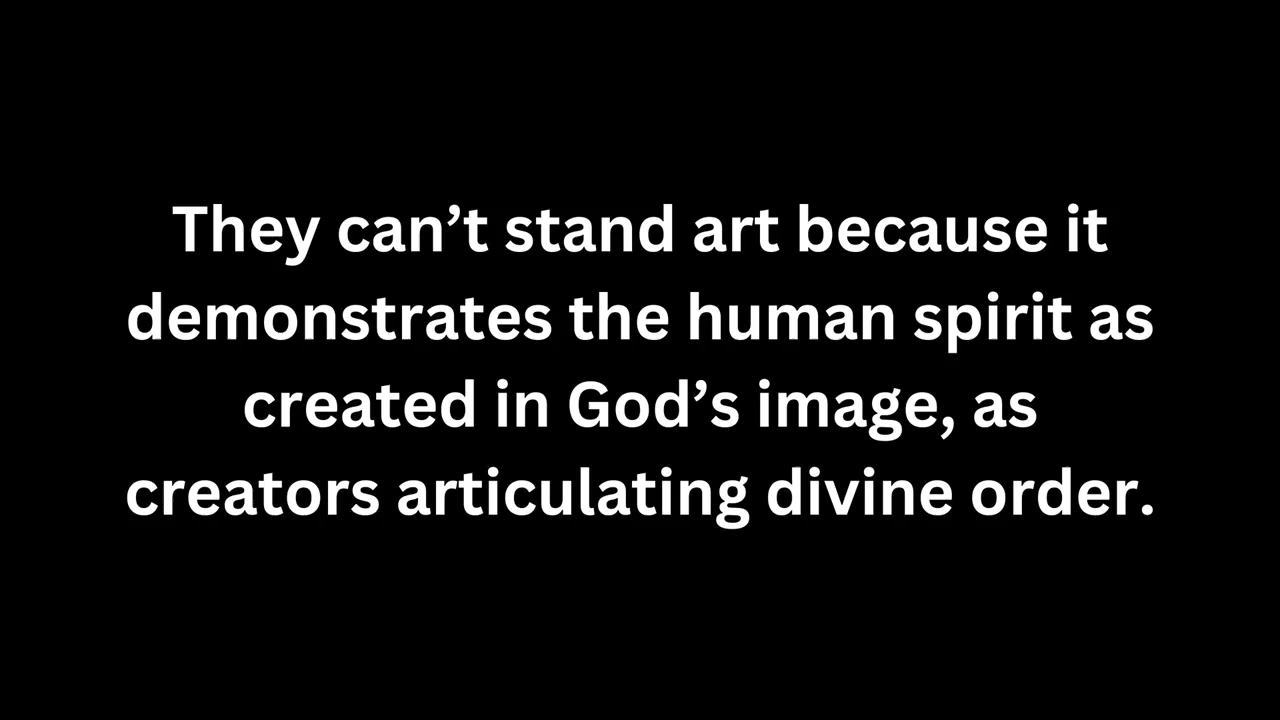 They can’t stand art because it
demonstrates the human spirit as
created in God’s image, as
creators articulating divine order.